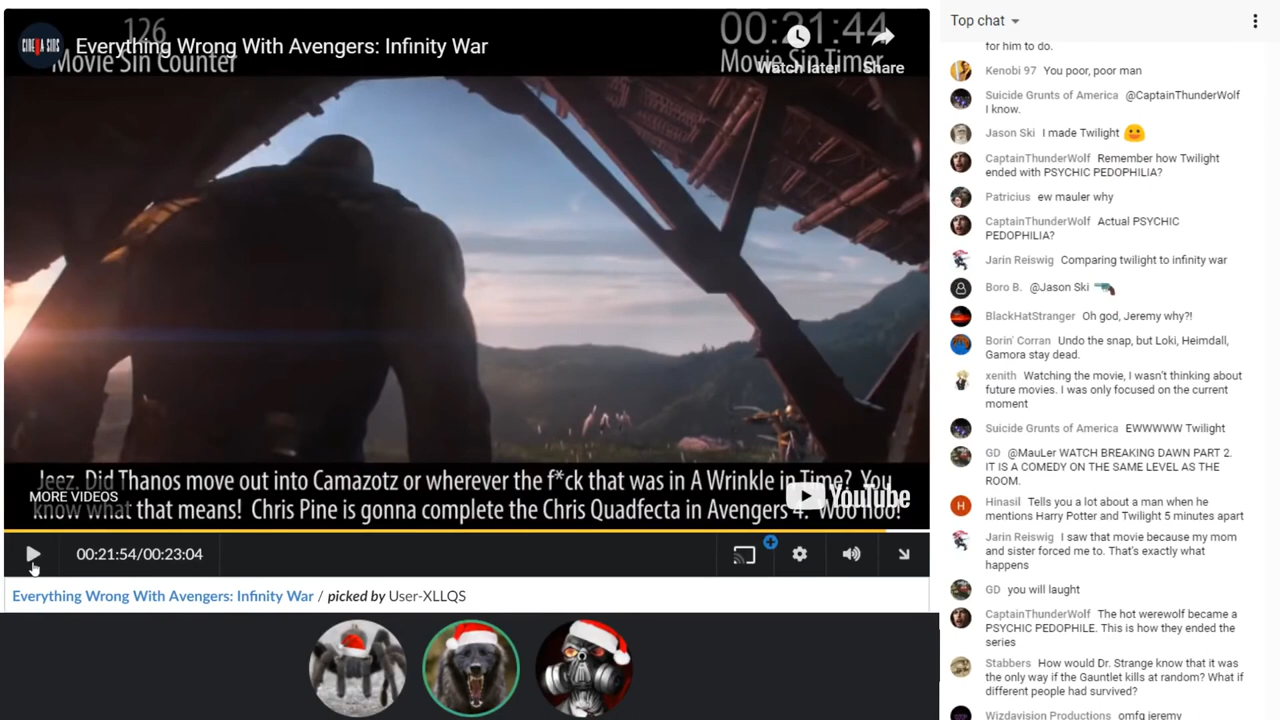 CINEMA SINS
Everything Wrong With Avengers: Infinity War
126
Movie Sin Counter
00:21:44
Movie Sin Timer
Watch later
Share
Jeez. Did Thanos move out into Camazotz or wherever the f*ck that was in A Wrinkle in Time? You
know what that means! Chris Pine is gonna complete the Chris Quadfecta in Avengers 4. Woo Hoo!
MORE VIDEOS
YouTube
00:21:54/00:23:04
Everything Wrong With Avengers: Infinity War / picked by User-XLLQS
Top chat
for him to do.
Kenobi 97 You poor, poor man
Suicide Grunts of America @CaptainThunderWolf
I know.
Jason Ski I made Twilight
CaptainThunderWolf Remember how Twilight
ended with PSYCHIC PEDOPHILIA?
Patricius ew mauler why
CaptainThunderWolf Actual PSYCHIC
PEDOPHILIA?
Jarin Reiswig Comparing twilight to infinity war
Boro B. @Jason Ski
BlackHatStranger Oh god, Jeremy why?!
Borin' Corran Undo the snap, but Loki, Heimdall,
Gamora stay dead.
xenith Watching the movie, I wasn't thinking about
future movies. I was only focused on the current
moment
Suicide Grunts of America EWWWWW Twilight
GD @MauLer WATCH BREAKING DAWN PART 2.
IT IS A COMEDY ON THE SAME LEVEL AS THE
ROOM.
H
Hinasil Tells you a lot about a man when he
mentions Harry Potter and Twilight 5 minutes apart
Jarin Reiswig I saw that movie because my mom
and sister forced me to. That's exactly what
happens
GD you will laught
CaptainThunderWolf The hot werewolf became a
PSYCHIC PEDOPHILE. This is how they ended the
series
Stabbers How would Dr. Strange know that it was
the only way if the Gauntlet kills at random? What if
different people had survived?
Wizdavision Productions omfg jeremy